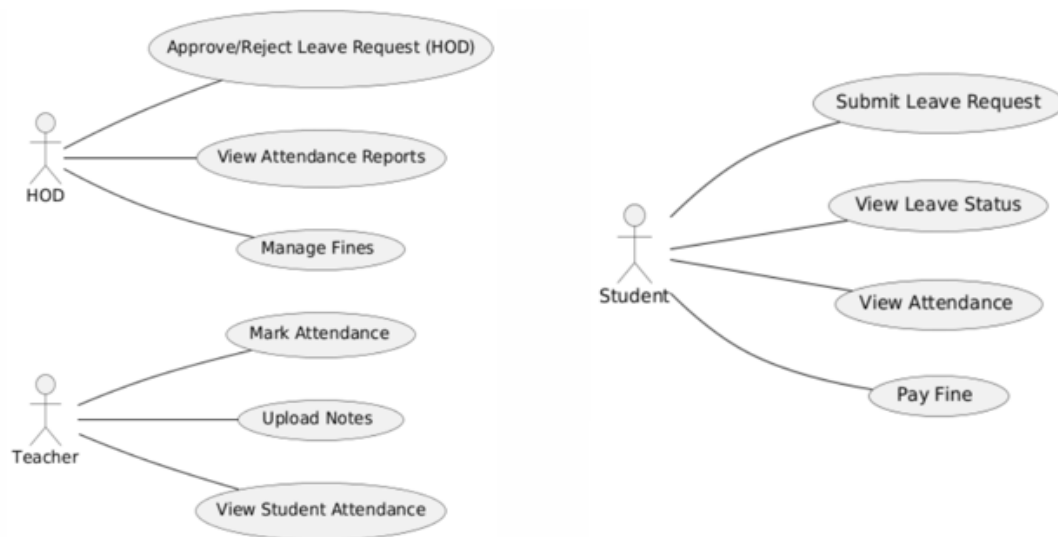 Approve/Reject Leave Request (HOD)
View Attendance Reports
HOD
Manage Fines
Mark Attendance
Upload Notes
Teacher
View Student Attendance
Submit Leave Request
View Leave Status
Student
View Attendance
Pay Fine